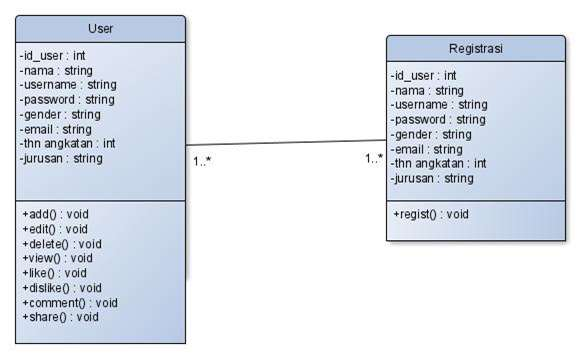 User
-id_user : int
-nama : string
-username : string
-password : string
-gender : string
-email : string
-thn angkatan : int
-jurusan : string
+add() : void
+edit() : void
+delete() : void
+view() : void
+like() : void
+dislike() : void
+comment() : void
+share() : void
1..*
1..*
Registrasi
-id_user : int
-nama : string
-username : string
-password : string
-gender : string
-email : string
-thn angkatan : int
-jurusan : string
+regist() : void